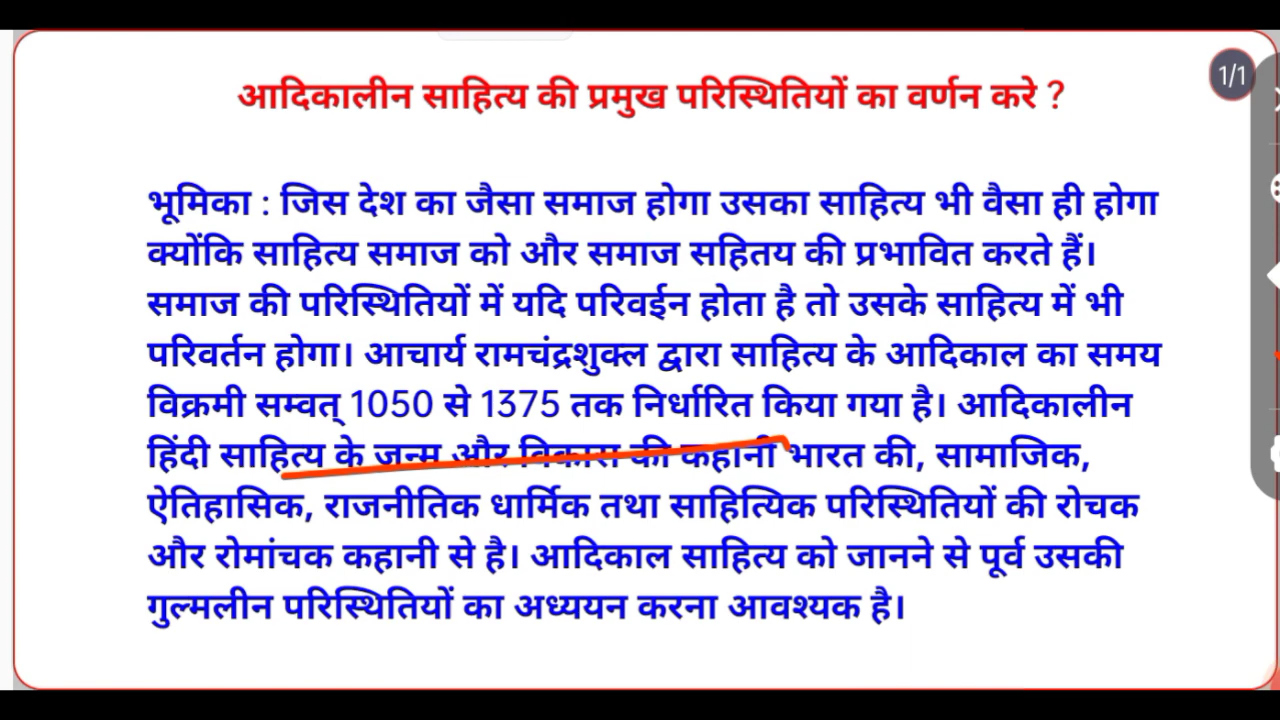 आदिकालीन साहित्य की प्रमुख परिस्थितियों का वर्णन करे ?
1/1
भूमिका : जिस देश का जैसा समाज होगा उसका साहित्य भी वैसा ही होगा
क्योंकि साहित्य समाज को और समाज सहितय की प्रभावित करते हैं।
समाज की परिस्थितियों में यदि परिवईन होता है तो उसके साहित्य में भी
परिवर्तन होगा। आचार्य रामचंद्रशुक्ल द्वारा साहित्य के आदिकाल का समय
विक्रमी सम्वत् 1050 से 1375 तक निर्धारित किया गया है। आदिकालीन
हिंदी साहित्य के जन्म और विकास की कहानी भारत की, सामाजिक,
ऐतिहासिक, राजनीतिक धार्मिक तथा साहित्यिक परिस्थितियों की रोचक
और रोमांचक कहानी से है। आदिकाल साहित्य को जानने से पूर्व उसकी
गुल्मलीन परिस्थितियों का अध्ययन करना आवश्यक है।